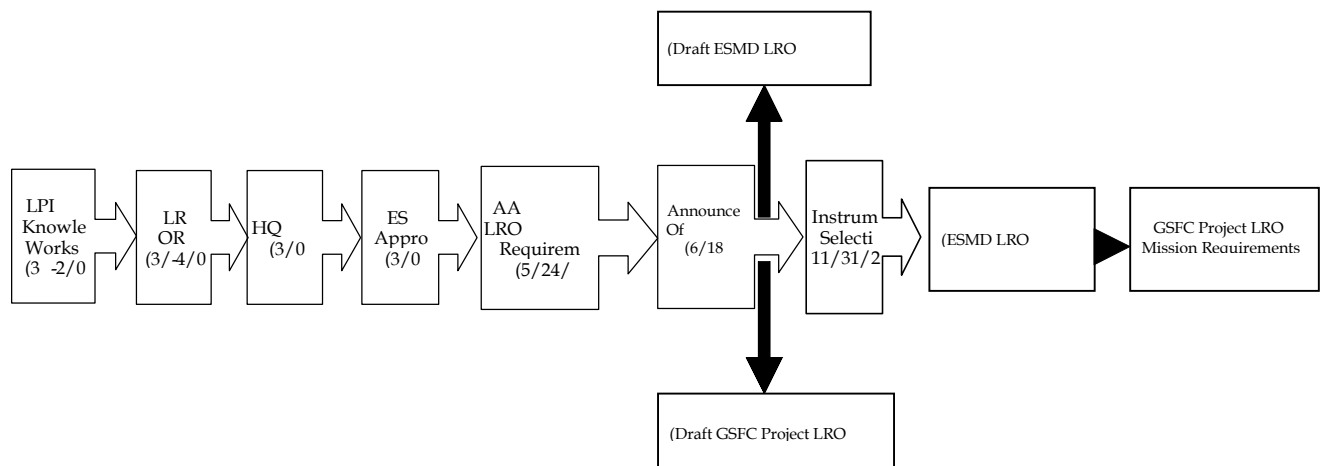 (Draft ESMD LRO
LPI
Knowle
Works
(3 -2/0
LR
OR
(3/-4/0
HQ
(3/0
ES
Appro
(3/0
AA
LRO
Requirem
(5/24/
Announce
Of
(6/18
Instrum
Selecti
11/31/2
(ESMD LRO
GSFC Project LRO
Mission Requirements
(Draft GSFC Project LRO